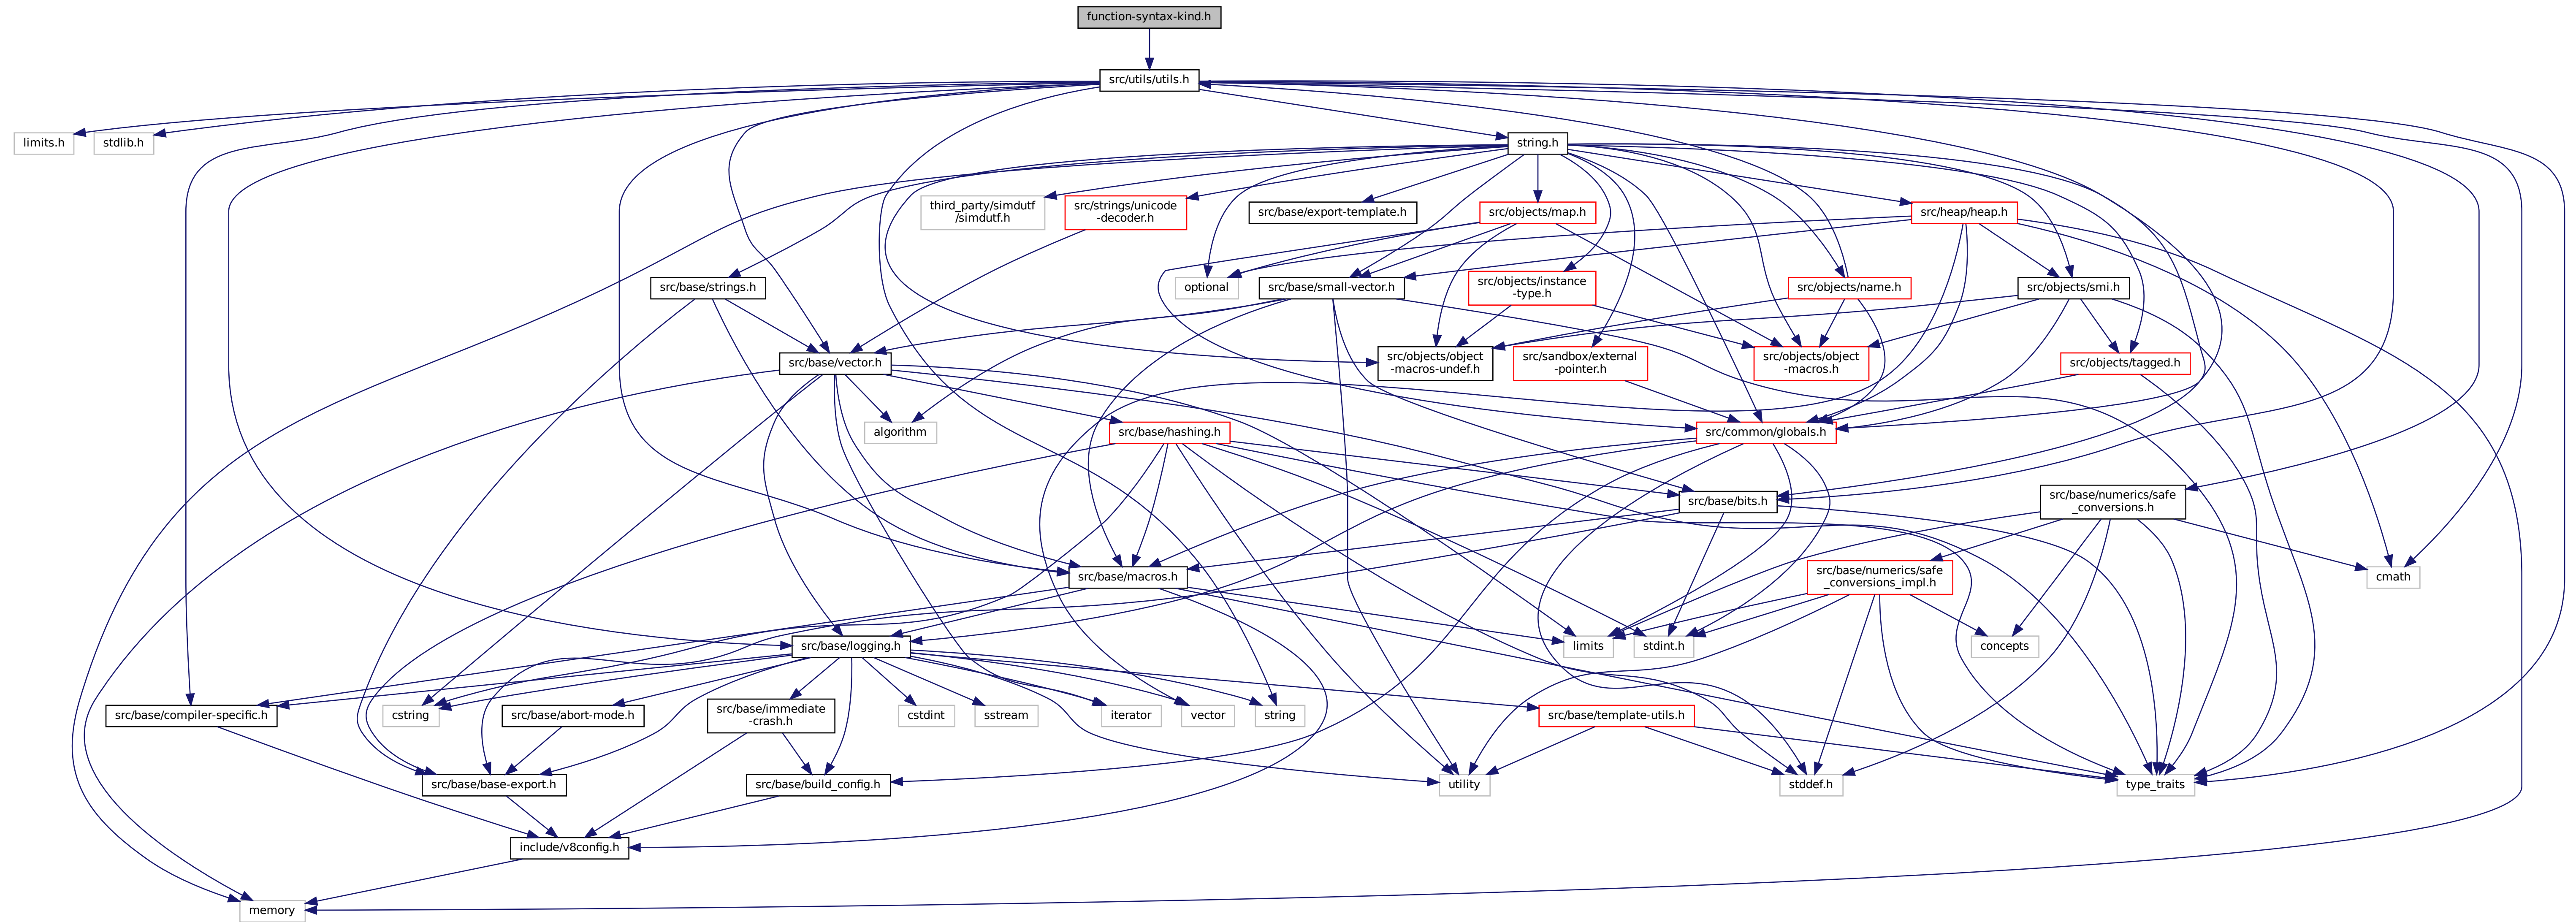 function-syntax-kind.h
src/utils/utils.h
limits.h
stdlib.h
string.h
third_party/simdutf
/simdutf.h
src/strings/unicode
-decoder.h
src/base/export-template.h
src/objects/map.h
src/heap/heap.h
src/base/strings.h
optional
src/base/small-vector.h
src/objects/instance
-type.h
src/objects/name.h
src/objects/smi.h
src/base/vector.h
src/objects/object
-macros-undef.h
src/sandbox/external
-pointer.h
src/objects/object
-macros.h
src/objects/tagged.h
algorithm
src/base/hashing.h
src/common/globals.h
src/base/bits.h
src/base/numerics/safe
_conversions.h
src/base/macros.h
src/base/numerics/safe
_conversions_impl.h
cmath
src/base/logging.h
limits
stdint.h
concepts
src/base/compiler-specific.h
cstring
src/base/abort-mode.h
src/base/immediate
-crash.h
cstdint
sstream
iterator
vector
string
src/base/template-utils.h
src/base/base-export.h
src/base/build_config.h
utility
stddef.h
type_traits
include/v8config.h
memory